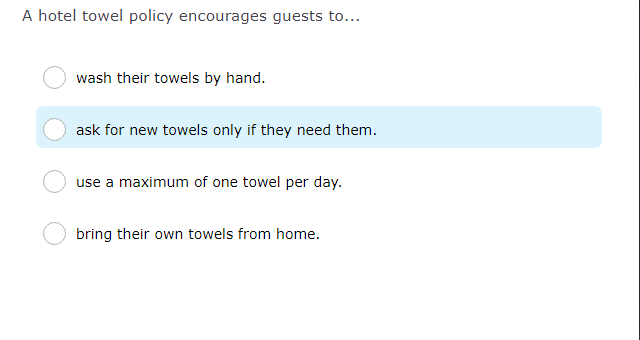 A hotel towel policy encourages guests to...
wash their towels by hand.
ask for new towels only if they need them.
use a maximum of one towel per day.
bring their own towels from home.